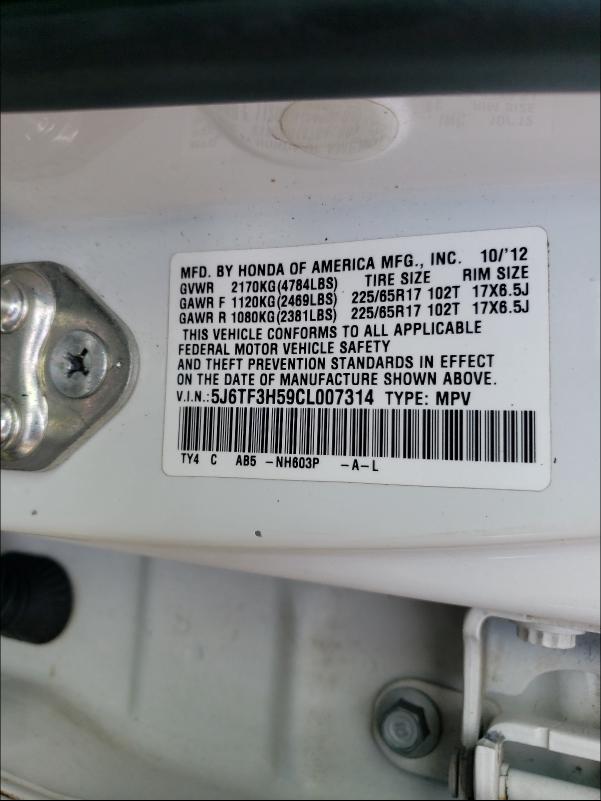 MFD. BY HONDA OF AMERICA MFG., INC. 10/'12
GVWR 2170KG(4784LBS) TIRE SIZE RIM SIZE
GAWR F 1120KG(2469LBS) 225/65R17 102T 17X6.5J
GAWR R 1080KG(2381LBS) 225/65R17 102T 17X6.5J
THIS VEHICLE CONFORMS TO ALL APPLICABLE
FEDERAL MOTOR VEHICLE SAFETY
AND THEFT PREVENTION STANDARDS IN EFFECT
ON THE DATE OF MANUFACTURE SHOWN ABOVE.
V.I.N.: 5J6TF3H59CL007314 TYPE: MPV
TY4 C AB5 -NH603P -A-L